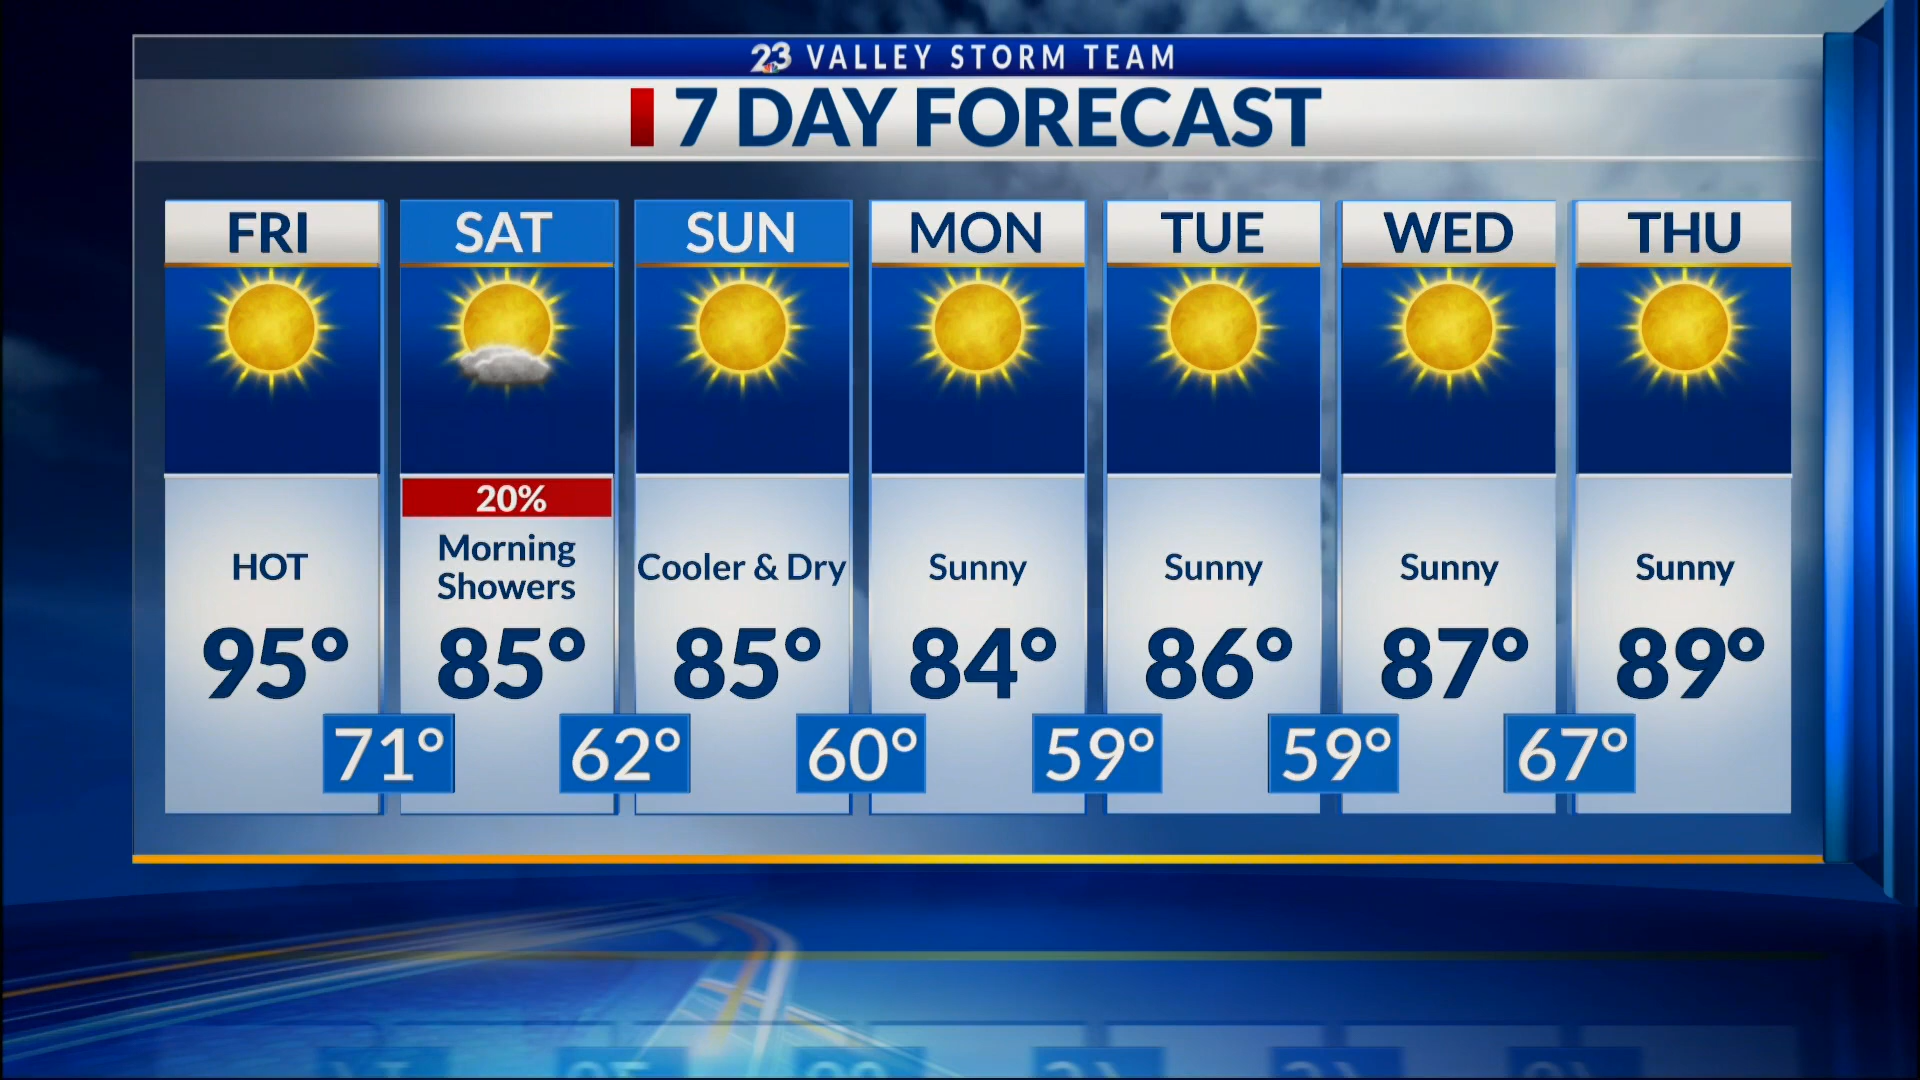 23 VALLEY STORM TEAM
7 DAY FORECAST
FRI
SAT
SUN
MON
TUE
WED
THU
20%
HOT
Morning
Showers
Cooler & Dry
Sunny
Sunny
Sunny
Sunny
95°
85°
85°
84°
86°
87°
89°
71°
62°
60°
59°
59°
67°